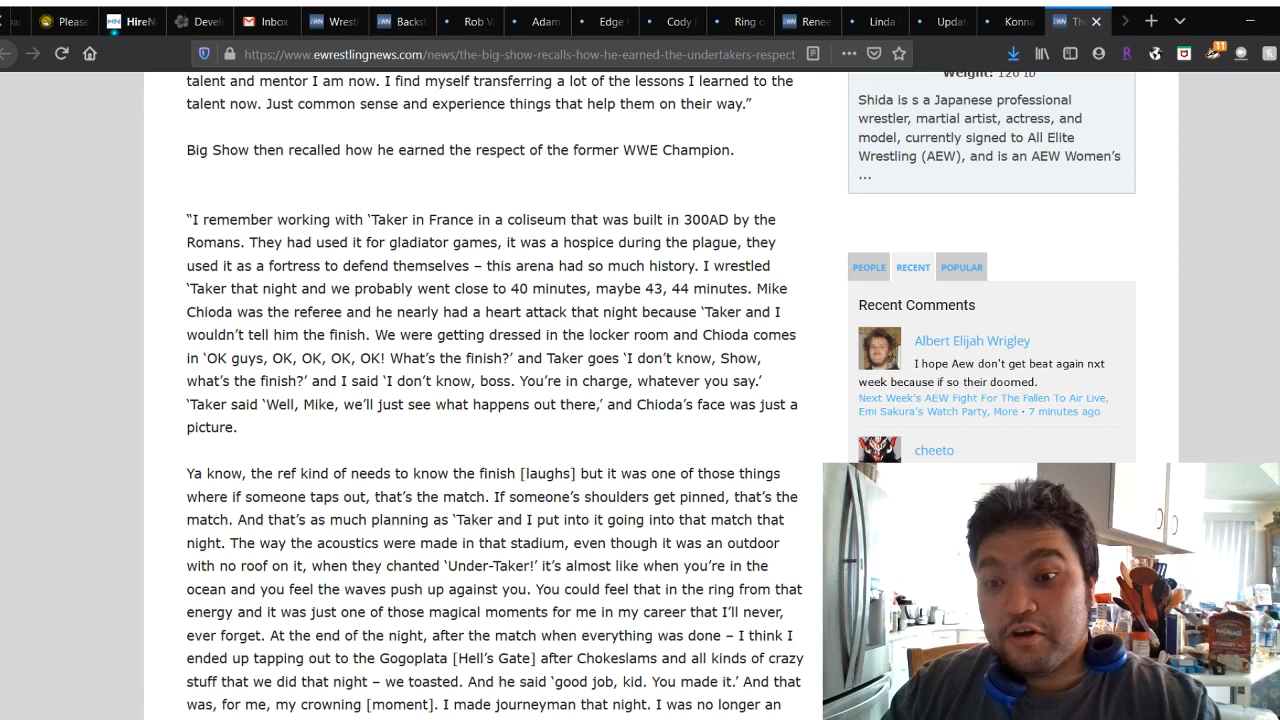 Please
HireN
Develo
Inbox
Wrestl
Backst
Rob V
Adam
Edge C
Cody F
Ring o
Renee
Linda
Updat
Konna
Th
https://www.ewrestlingnews.com/news/the-big-show-recalls-how-he-earned-the-undertakers-respect
11
talent and mentor I am now. I find myself transferring a lot of the lessons I learned to the
talent now. Just common sense and experience things that help them on their way.”
Big Show then recalled how he earned the respect of the former WWE Champion.
“I remember working with ‘Taker in France in a coliseum that was built in 300AD by the
Romans. They had used it for gladiator games, it was a hospice during the plague, they
used it as a fortress to defend themselves – this arena had so much history. I wrestled
‘Taker that night and we probably went close to 40 minutes, maybe 43, 44 minutes. Mike
Chioda was the referee and he nearly had a heart attack that night because ‘Taker and I
wouldn’t tell him the finish. We were getting dressed in the locker room and Chioda comes
in ‘OK guys, OK, OK, OK, OK! What’s the finish?’ and Taker goes ‘I don’t know, Show,
what’s the finish?’ and I said ‘I don’t know, boss. You’re in charge, whatever you say.’
‘Taker said ‘Well, Mike, we’ll just see what happens out there,’ and Chioda’s face was just a
picture.
Ya know, the ref kind of needs to know the finish [laughs] but it was one of those things
where if someone taps out, that’s the match. If someone’s shoulders get pinned, that’s the
match. And that’s as much planning as ‘Taker and I put into it going into that match that
night. The way the acoustics were made in that stadium, even though it was an outdoor
with no roof on it, when they chanted ‘Under-Taker!’ it’s almost like when you’re in the
ocean and you feel the waves push up against you. You could feel that in the ring from that
energy and it was just one of those magical moments for me in my career that I’ll never,
ever forget. At the end of the night, after the match when everything was done – I think I
ended up tapping out to the Gogoplata [Hell’s Gate] after Chokeslams and all kinds of crazy
stuff that we did that night – we toasted. And he said ‘good job, kid. You made it.’ And that
was, for me, my crowning [moment]. I made journeyman that night. I was no longer an
Weight: 126 lb
Shida is s a Japanese professional
wrestler, martial artist, actress, and
model, currently signed to All Elite
Wrestling (AEW), and is an AEW Women’s
...
PEOPLE
RECENT
POPULAR
Recent Comments
Albert Elijah Wrigley
I hope Aew don't get beat again nxt
week because if so their doomed.
Next Week’s AEW Fight For The Fallen To Air Live,
Emi Sakura’s Watch Party, More · 7 minutes ago
cheeto